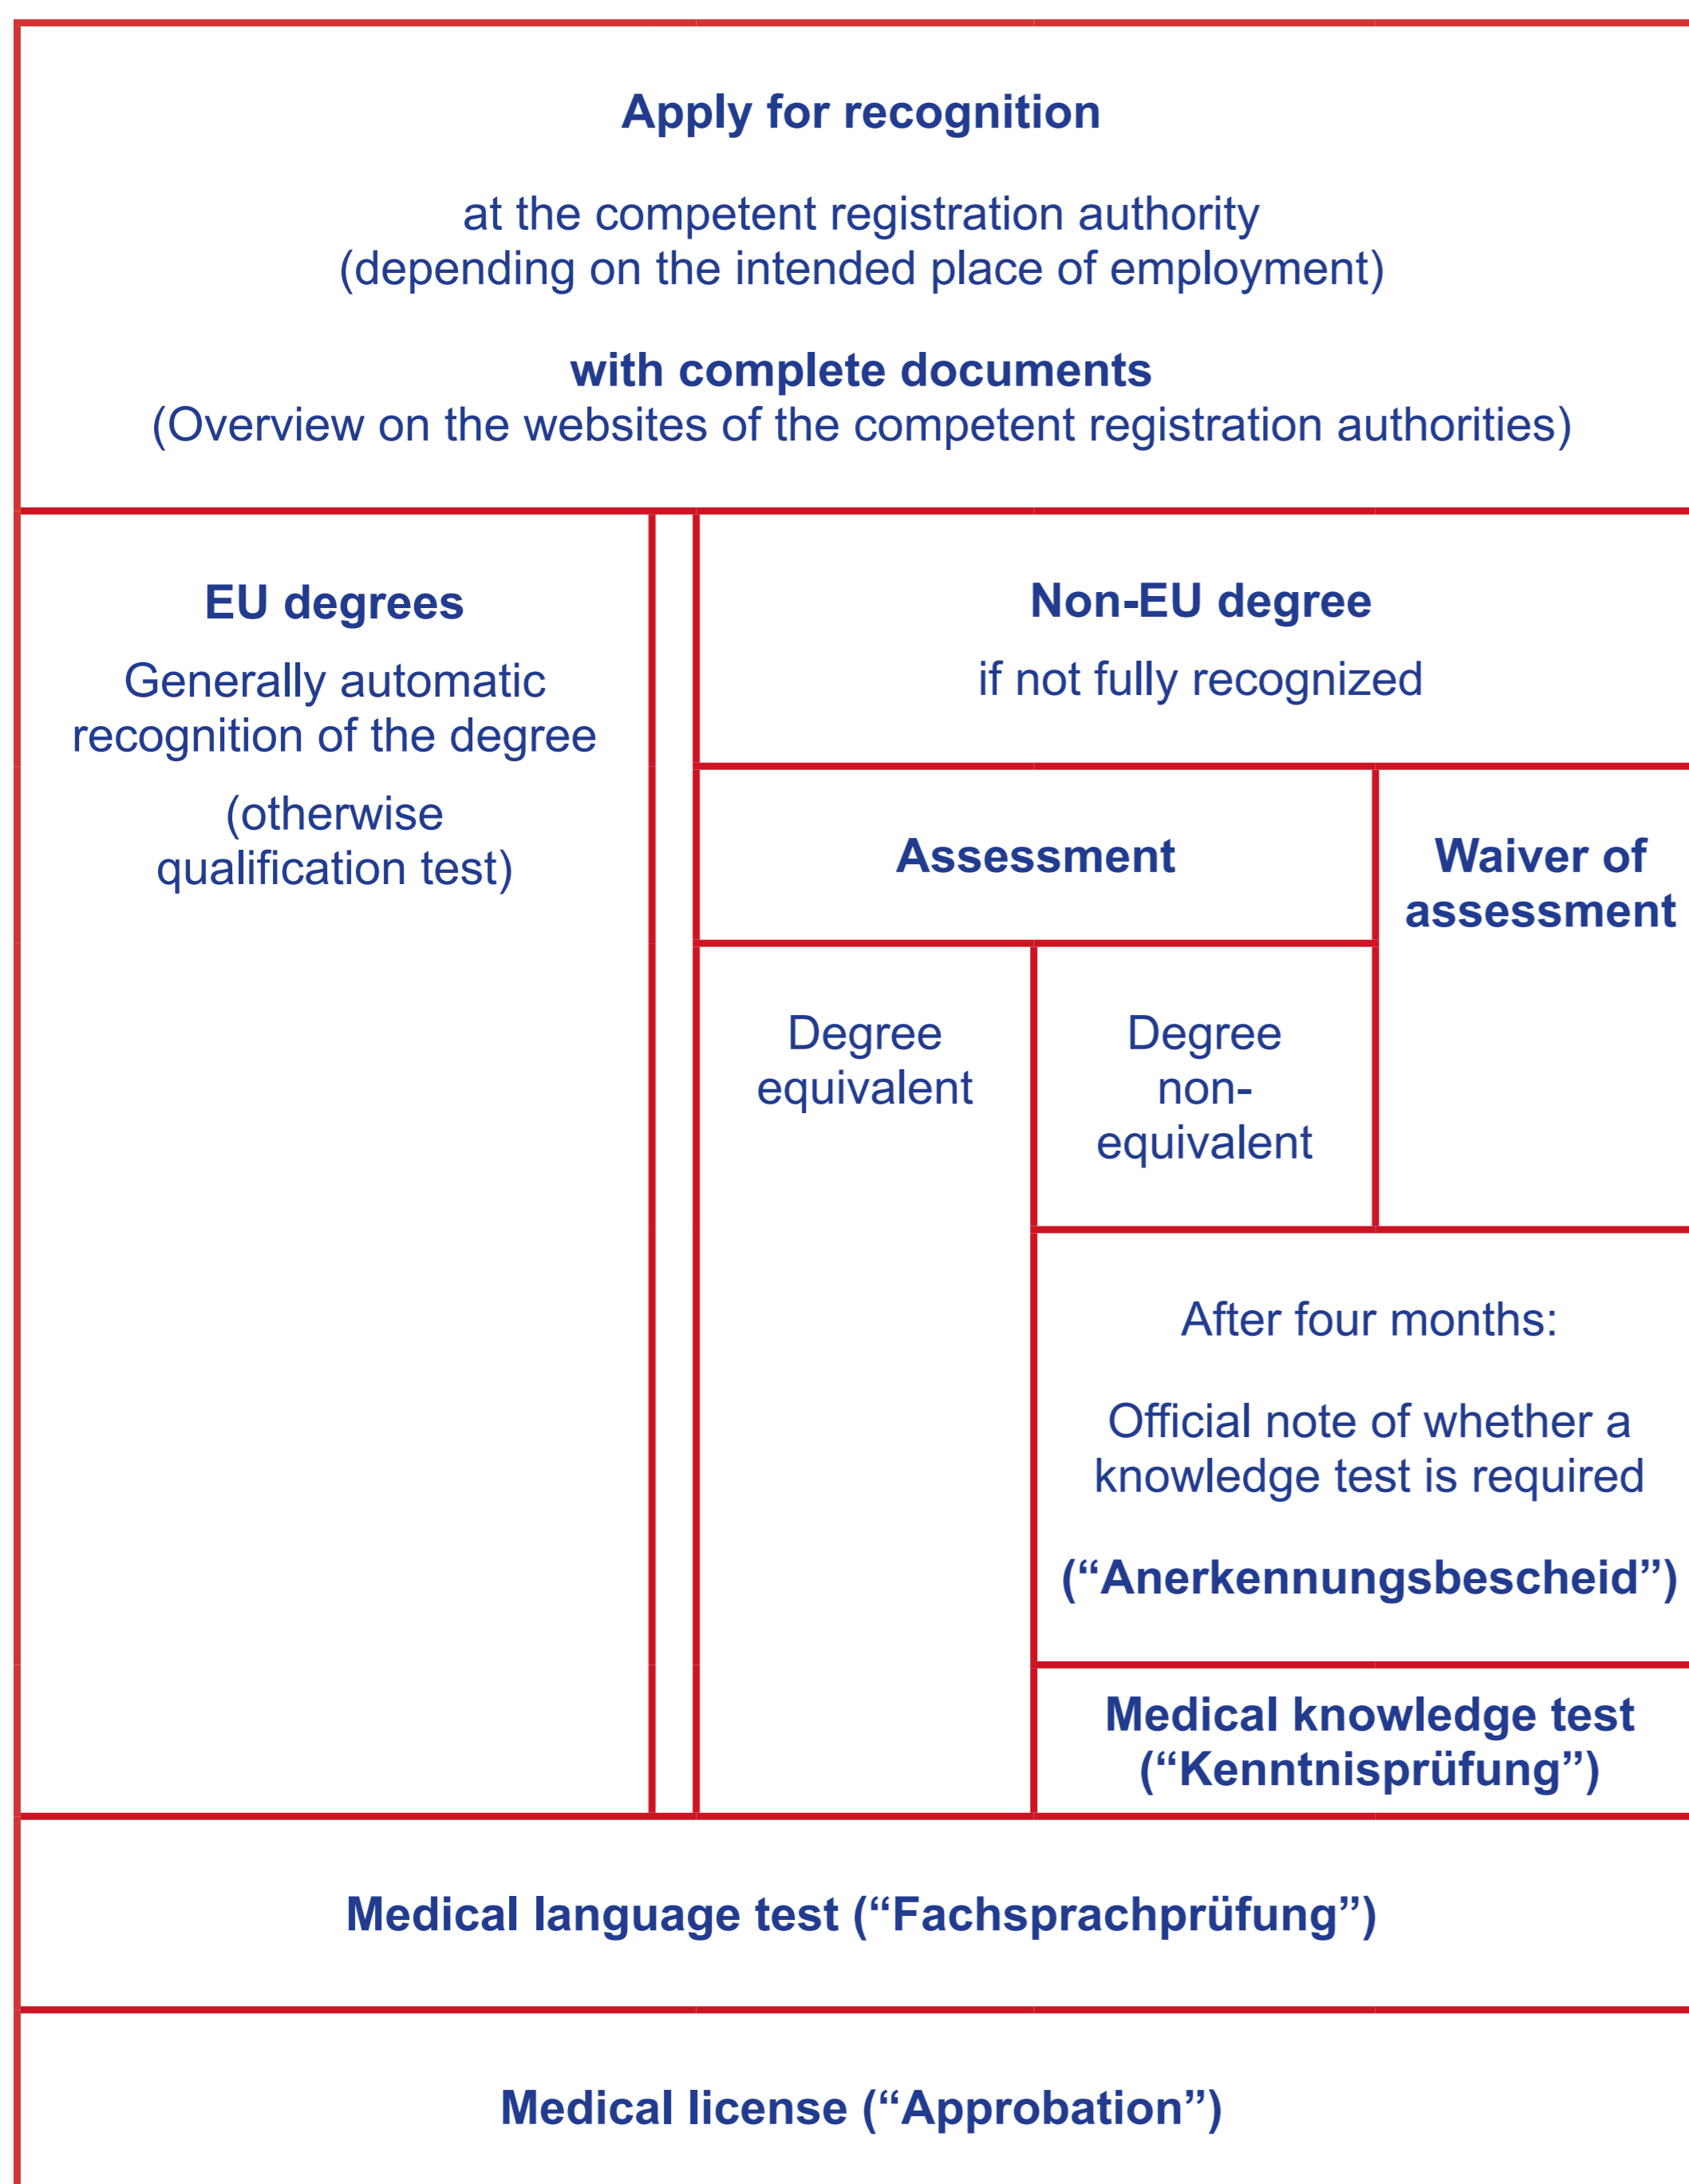 Apply for recognition
at the competent registration authority
(depending on the intended place of employment)
with complete documents
(Overview on the websites of the competent registration authorities)
EU degrees
Generally automatic
recognition of the degree
(otherwise
qualification test)
Non-EU degree
if not fully recognized
Assessment
Waiver of
assessment
Degree
equivalent
Degree
non-
equivalent
After four months:
Official note of whether a
knowledge test is required
(“Anerkennungsbescheid”)
Medical knowledge test
(“Kenntnisprüfung”)
Medical language test (“Fachsprachprüfung”)
Medical license (“Approbation”)